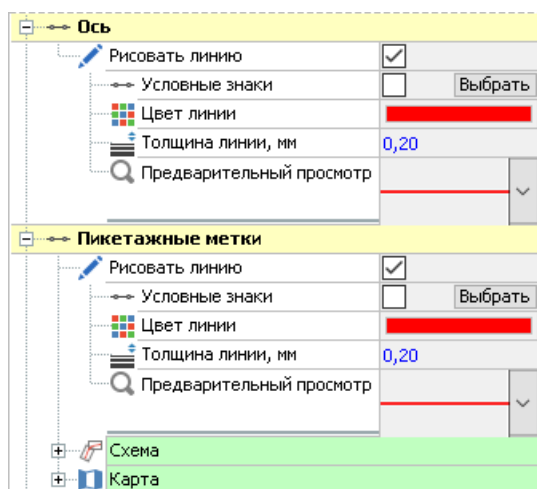 Ось
Рисовать линию
Условные знаки Выбрать
Цвет линии
Толщина линии, мм 0,20
Предварительный просмотр
Пикетажные метки
Рисовать линию
Условные знаки Выбрать
Цвет линии
Толщина линии, мм 0,20
Предварительный просмотр
Схема
Карта